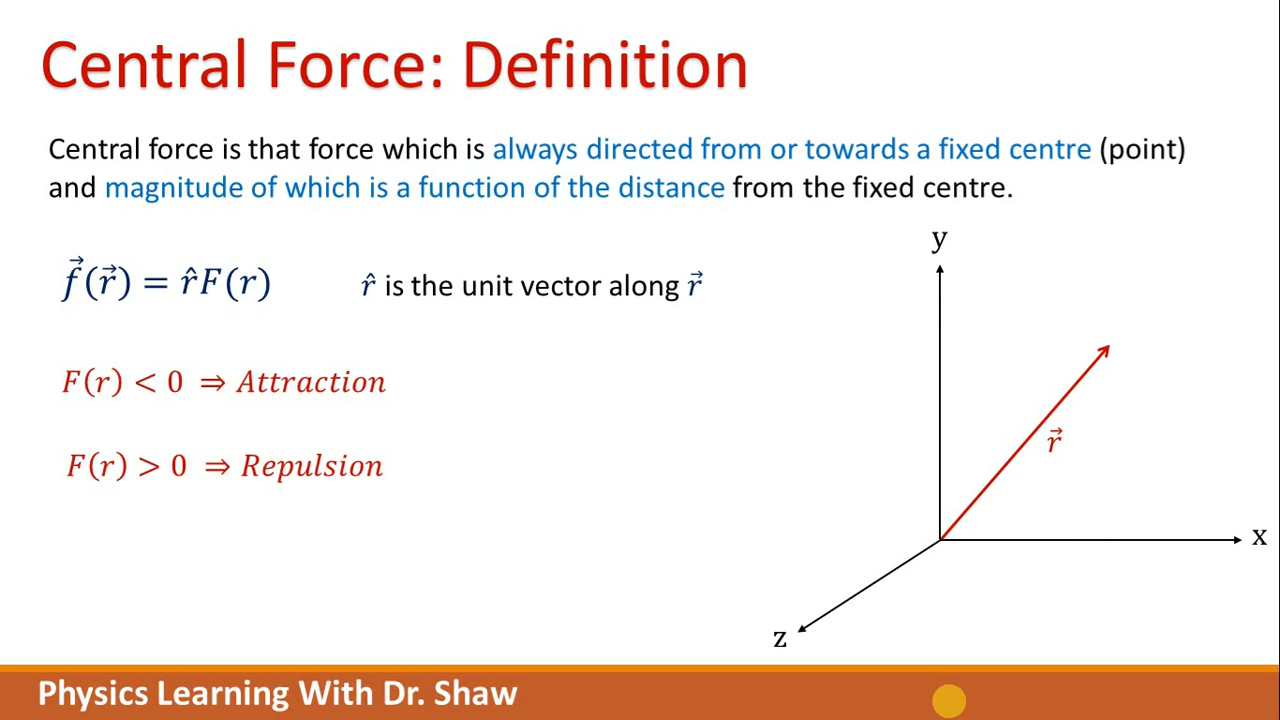 Central Force: Definition
Central force is that force which is always directed from or towards a fixed centre (point)
and magnitude of which is a function of the distance from the fixed centre.
y
f⃗(r⃗) = r̂F(r)
r̂ is the unit vector along r⃗
F(r) < 0 ⇒ Attraction
r⃗
F(r) > 0 ⇒ Repulsion
x
z
Physics Learning With Dr. Shaw